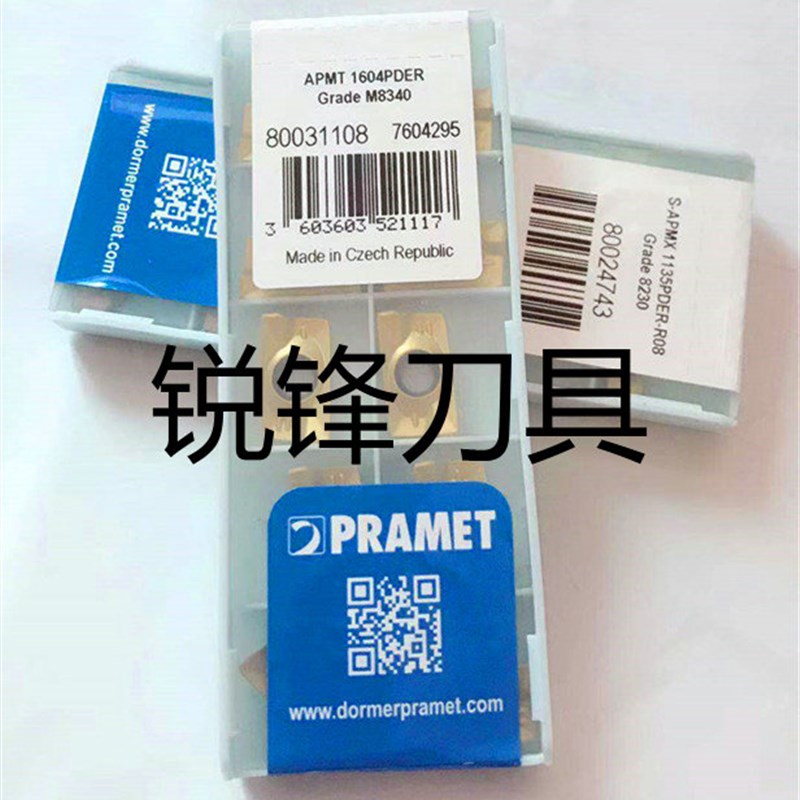 APMT 1604PDER
Grade M8340
80031108 7604295
3 603603 521117
Made in Czech Republic
www.dormerpramet.com
S-APMX 1135PDER-R08
Grade 8230
80024743
锐锋刀具
PRAMET
www.dormerpramet.com